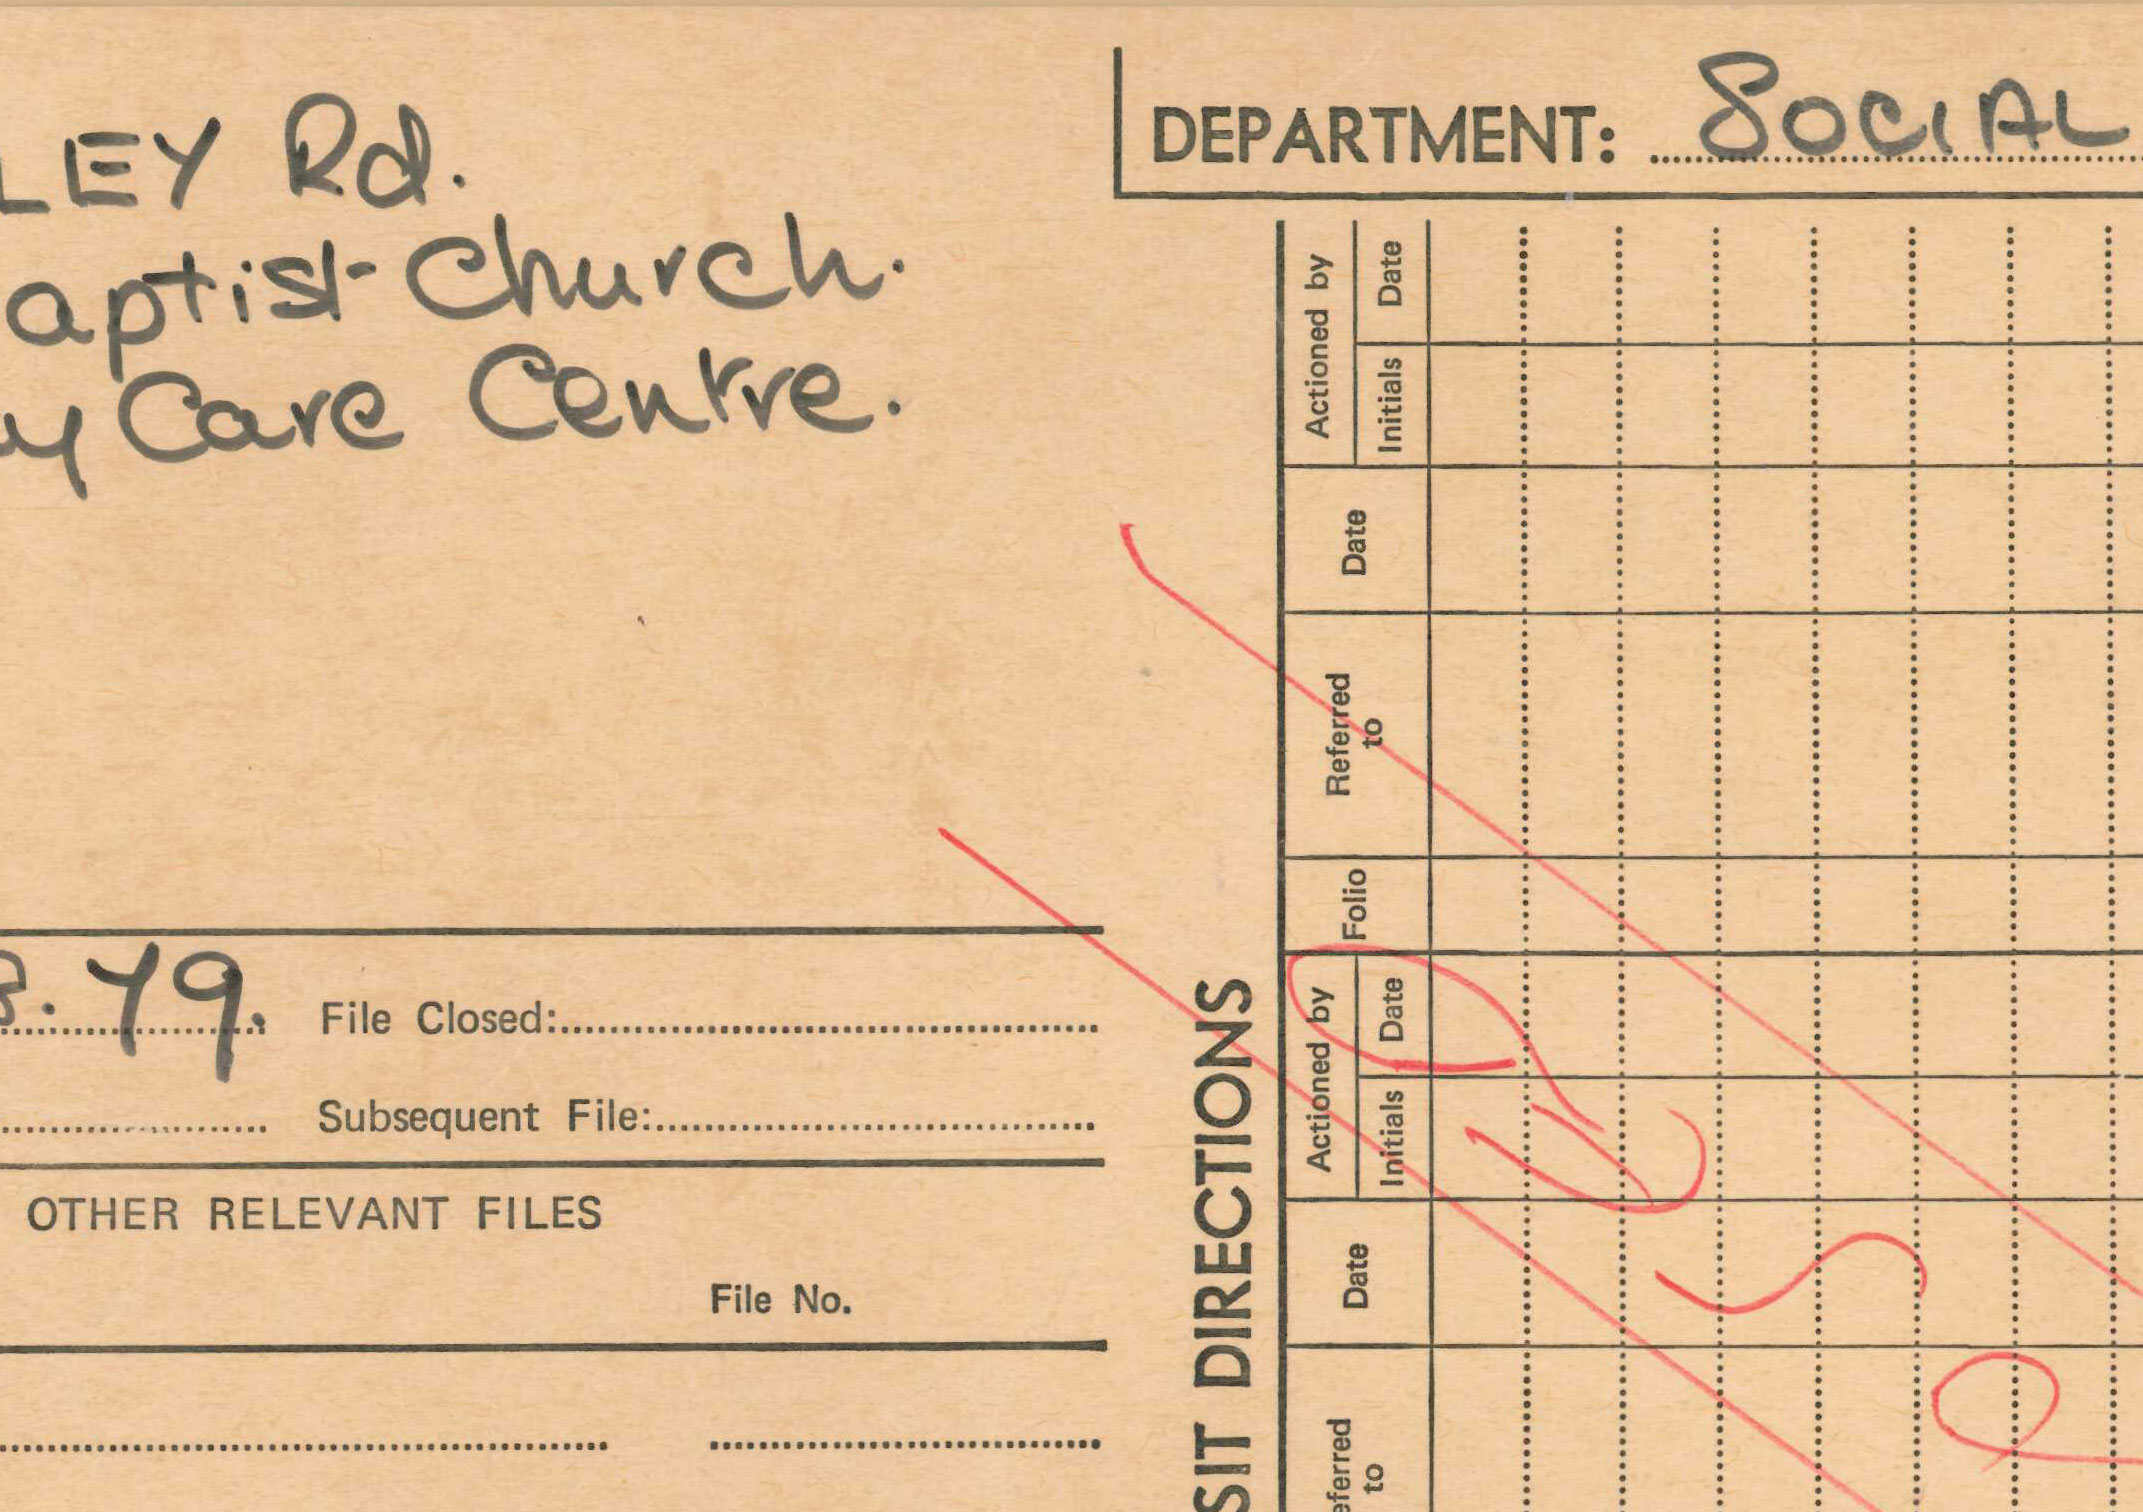 LEY Rd.
aptist Church.
y Care Centre.
DEPARTMENT: SOCIAL
.79. File Closed:
Subsequent File:
OTHER RELEVANT FILES
File No.
SIT DIRECTIONS
Actioned by
Date
Initials
Date
Referred
to
Folio
Actioned by
Date
Initials
Date
eferred
to